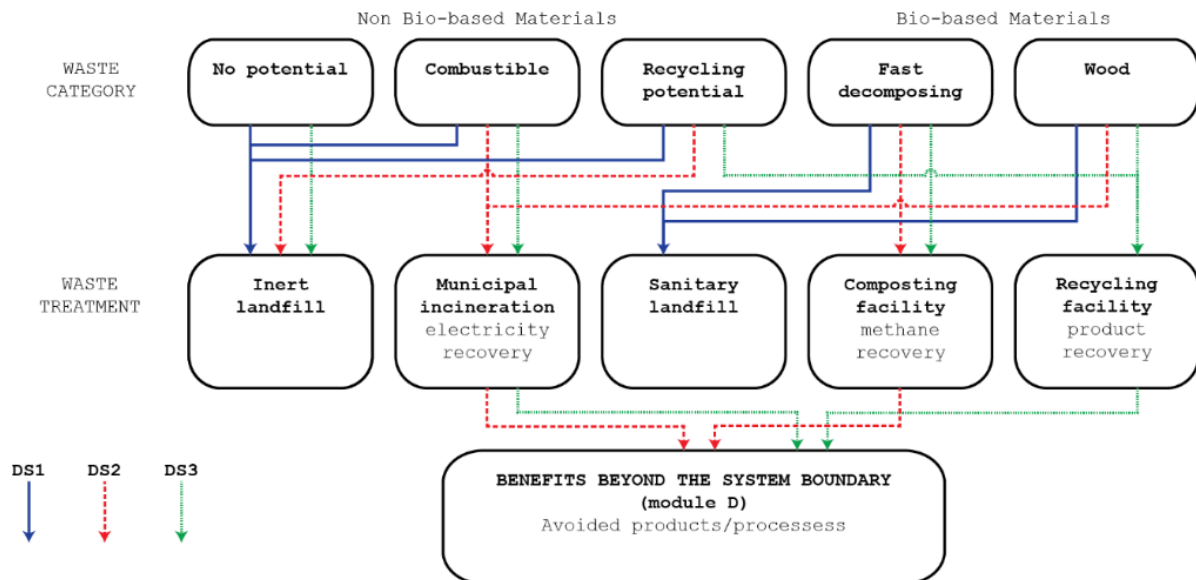 Non Bio-based Materials
Bio-based Materials
WASTE
CATEGORY
No potential
Combustible
Recycling
potential
Fast
decomposing
Wood
WASTE
TREATMENT
Inert
landfill
Municipal
incineration
electricity
recovery
Sanitary
landfill
Composting
facility
methane
recovery
Recycling
facility
product
recovery
DS1
DS2
DS3
BENEFITS BEYOND THE SYSTEM BOUNDARY
(module D)
Avoided products/processess